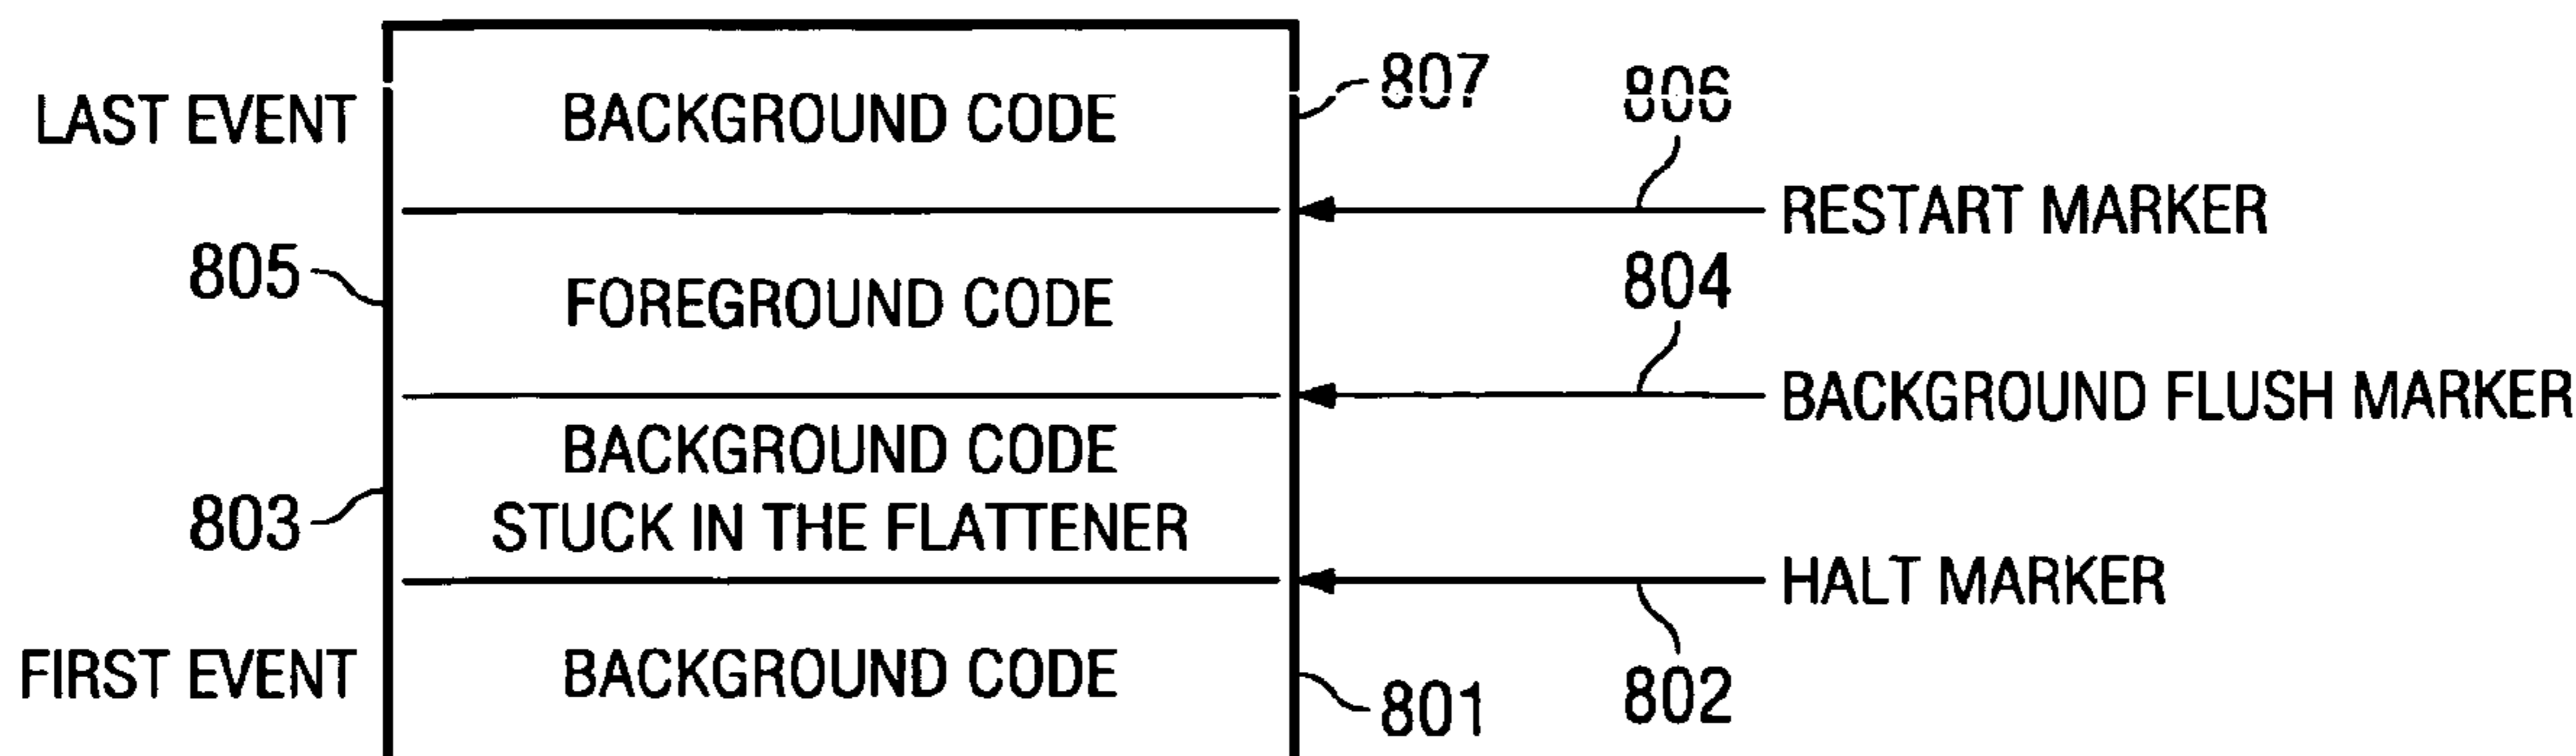 807
806
LAST EVENT
BACKGROUND CODE
RESTART MARKER
805
804
FOREGROUND CODE
BACKGROUND FLUSH MARKER
BACKGROUND CODE
STUCK IN THE FLATTENER
803
HALT MARKER
FIRST EVENT
BACKGROUND CODE
801
802